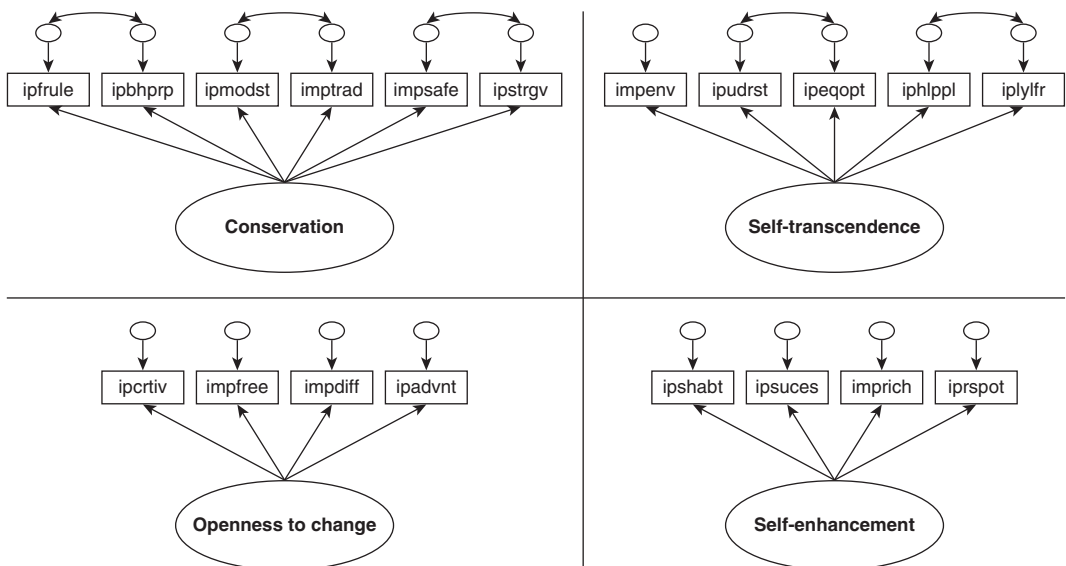 ipfrule ipbhprp ipmodst imptrad impsafe ipstrgv
Conservation
impenv ipudrst ipeqopt iphlppl iplylfr
Self-transcendence
ipcrtiv impfree impdiff ipadvnt
Openness to change
ipshabt ipsuces imprich iprspot
Self-enhancement